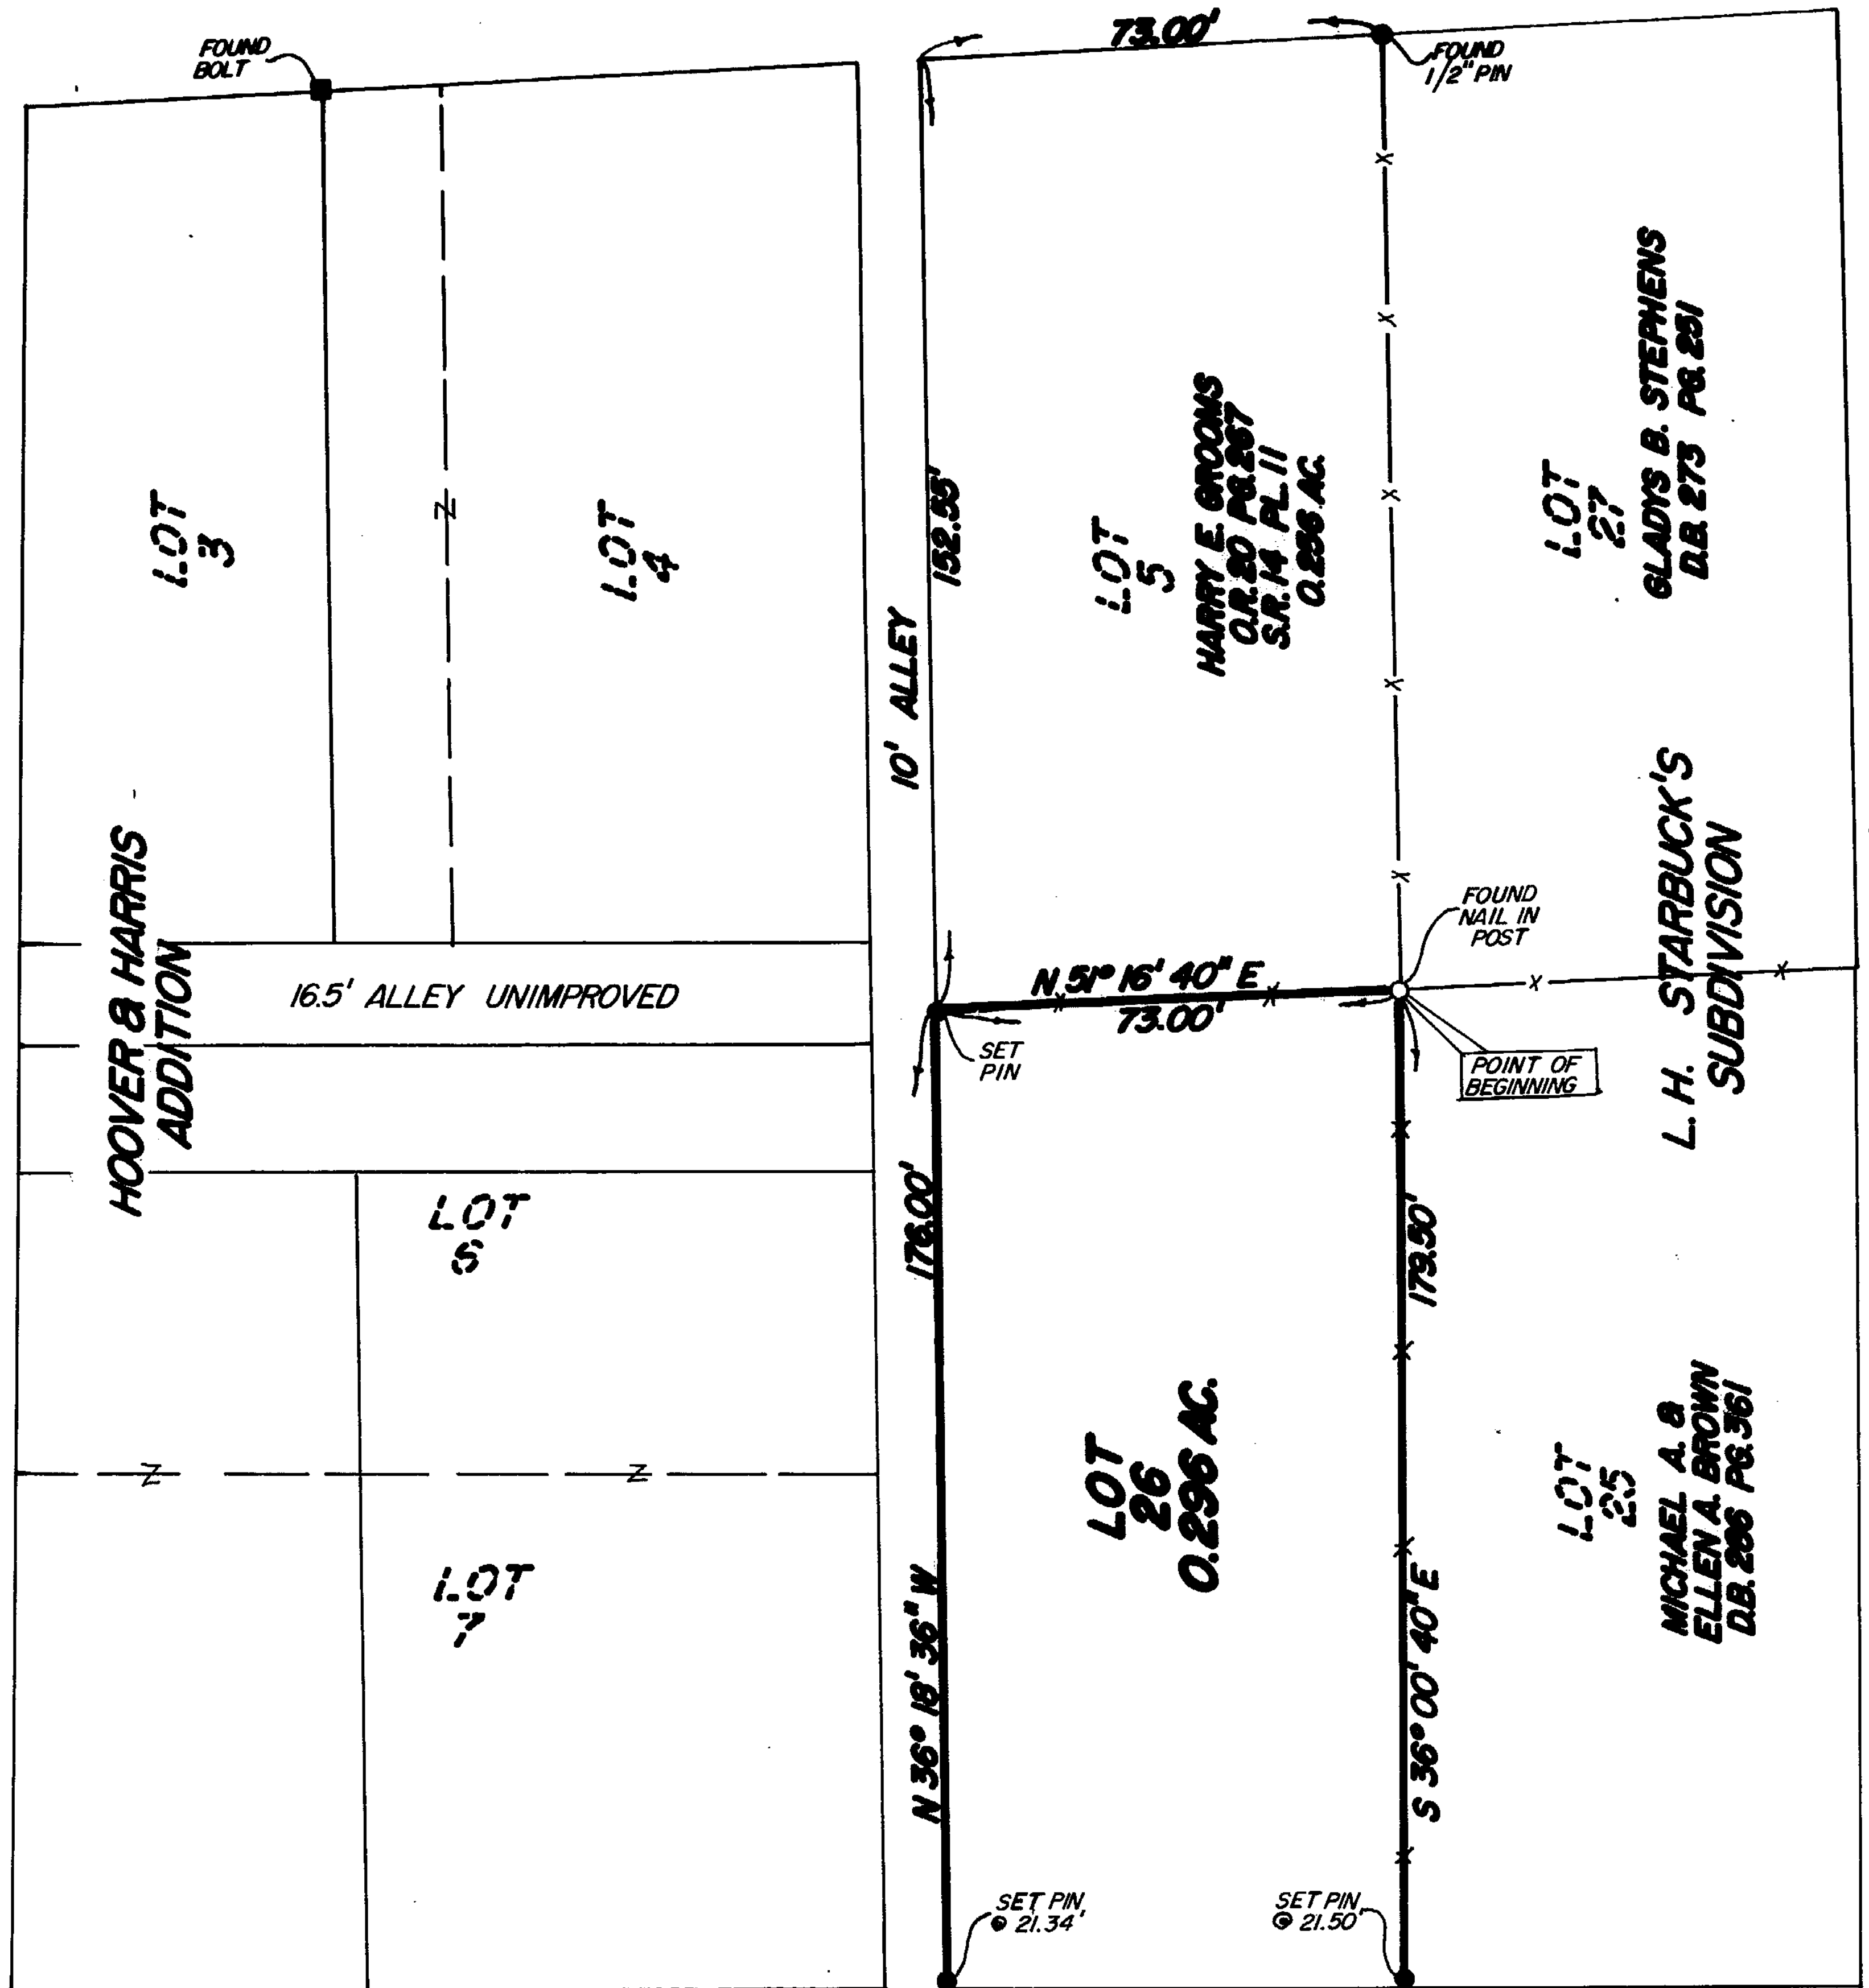 FOUND
BOLT
73.00'
FOUND
1/2" PIN
LOT
3
LOT
4
10' ALLEY
152.55'
LOT
5
HARRY E. GROOMS
O.R. 20 PG. 267
S.R. 14 PL. 11
0.256 AC.
LOT
27
GLADYS B. STEPHENS
D.B. 273 PG. 251
HOOVER & HARRIS
ADDITION
16.5' ALLEY UNIMPROVED
N 51° 16' 40" E
73.00'
SET
PIN
FOUND
NAIL IN
POST
POINT OF
BEGINNING
L. H. STARBUCK'S
SUBDIVISION
LOT
6
LOT
7
176.00'
N 36° 18' 36" W
LOT
26
0.296 AC.
179.50'
S 36° 00' 40" E
LOT
25
MICHAEL A. &
ELLEN A. BROWN
D.B. 286 PG. 361
SET PIN
@ 21.34'
SET PIN
@ 21.50'